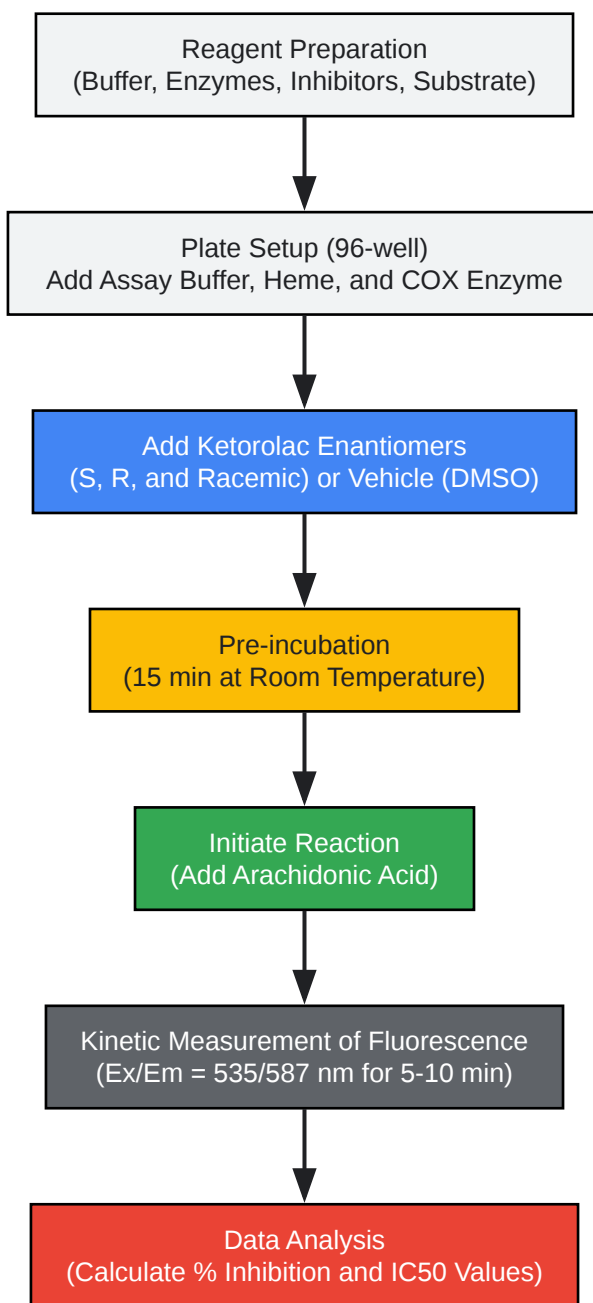 Reagent Preparation
(Buffer, Enzymes, Inhibitors, Substrate)
Plate Setup (96-well)
Add Assay Buffer, Heme, and COX Enzyme
Add Ketorolac Enantiomers
(S, R, and Racemic) or Vehicle (DMSO)
Pre-incubation
(15 min at Room Temperature)
Initiate Reaction
(Add Arachidonic Acid)
Kinetic Measurement of Fluorescence
(Ex/Em = 535/587 nm for 5-10 min)
Data Analysis
(Calculate % Inhibition and IC50 Values)